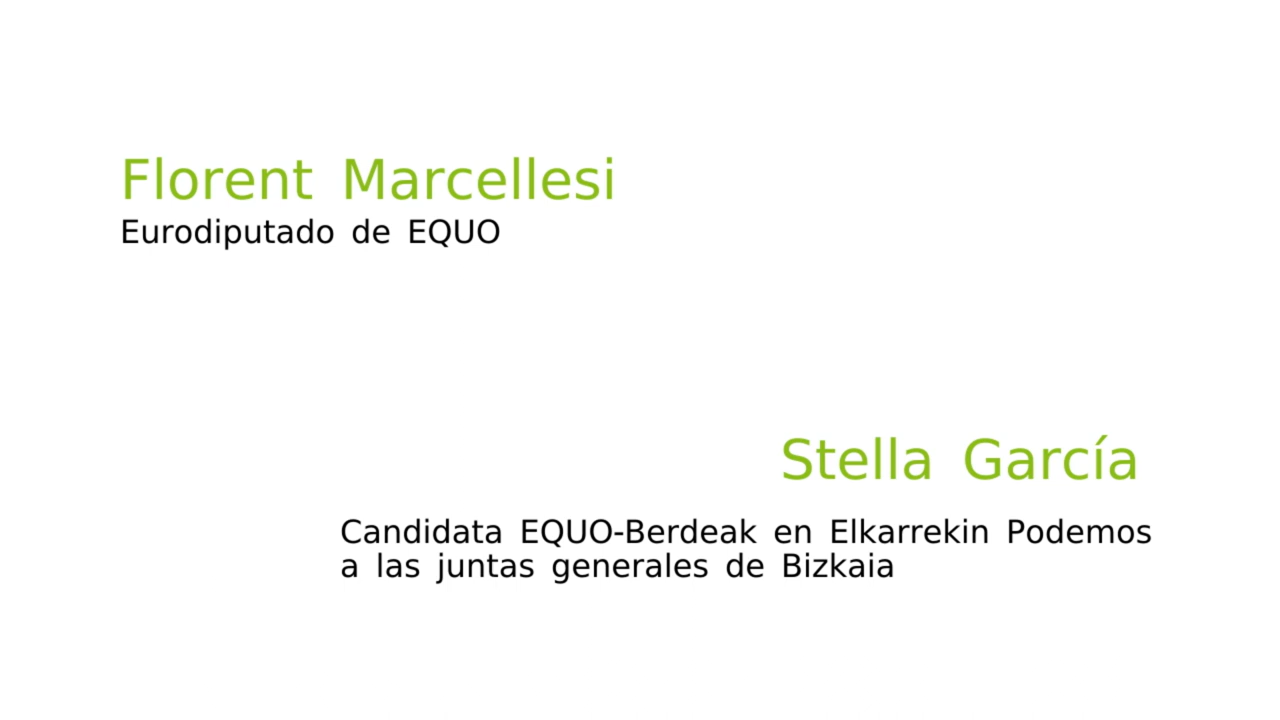 Florent Marcellesi
Eurodiputado de EQUO
Stella García
Candidata EQUO-Berdeak en Elkarrekin Podemos
a las juntas generales de Bizkaia